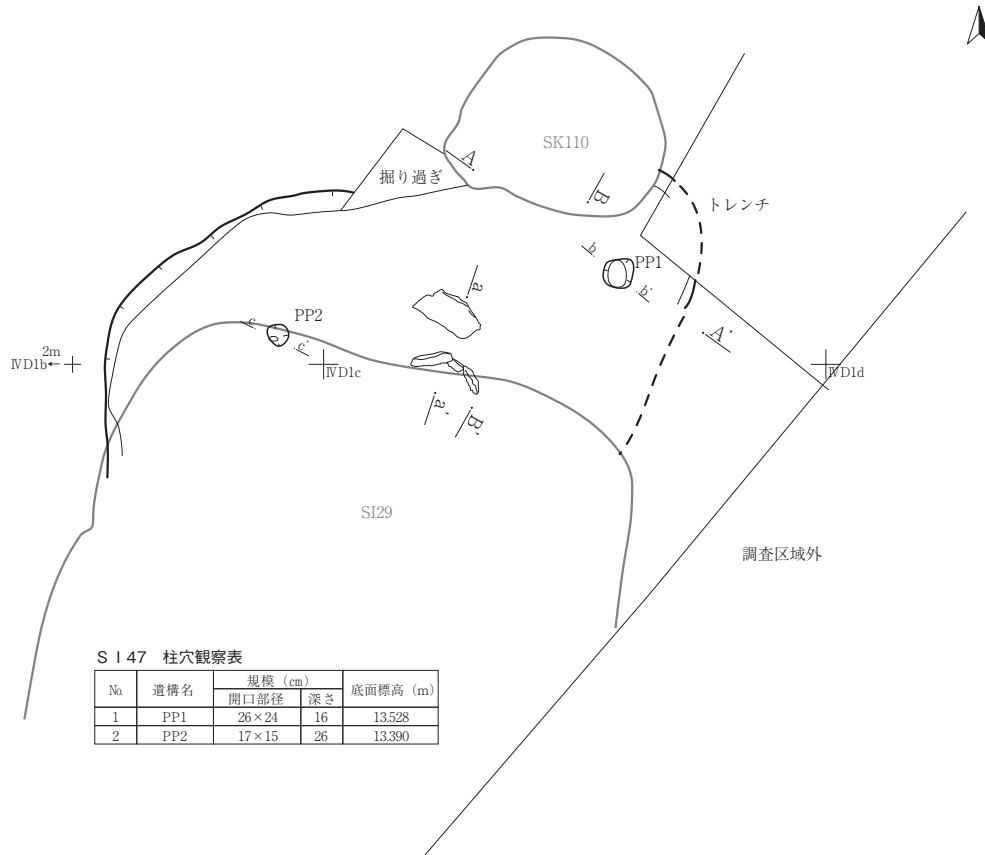 SK110
A
掘り過ぎ
B
トレンチ
b
PP1
b'
a
c
PP2
c'
A'
2m
ⅣD1b
ⅣD1c
ⅣD1d
a'
B'
SI29
調査区域外
ＳＩ47 柱穴観察表
№ 遺構名 規模（㎝） 底面標高（m）
開口部径 深さ
1 PP1 26×24 16 13.528
2 PP2 17×15 26 13.390